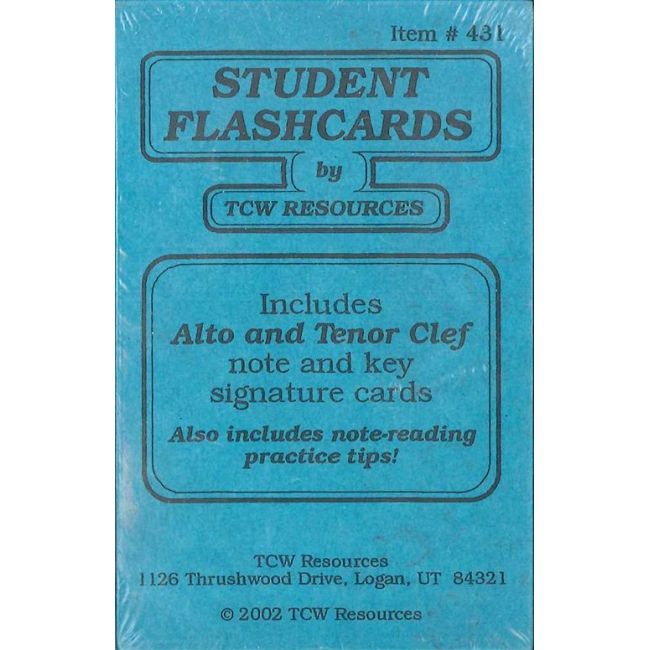 Item # 431
STUDENT
FLASHCARDS
by
TCW RESOURCES
Includes
Alto and Tenor Clef
note and key
signature cards
Also includes note-reading
practice tips!
TCW Resources
1126 Thrushwood Drive, Logan, UT 84321
© 2002 TCW Resources